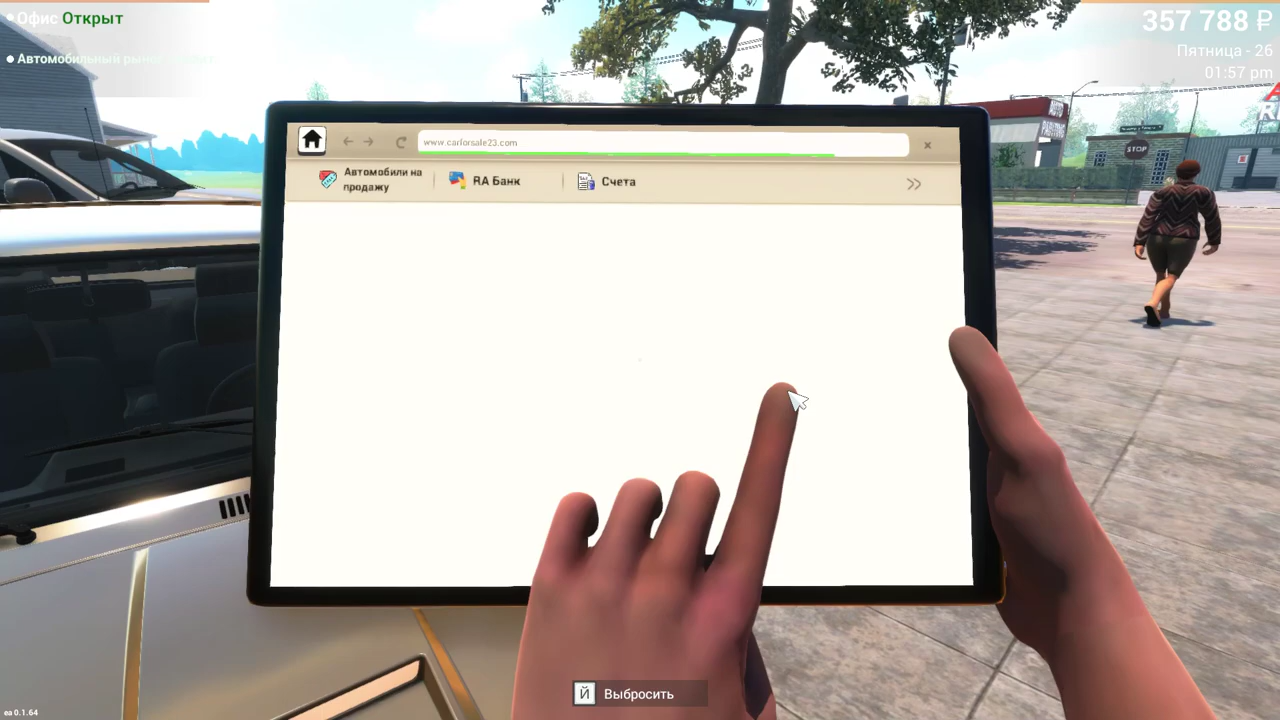 Офис Открыт
357 788 ₽
Автомобильный
Пятница - 26
01:57 pm
www.carforsale23.com
Автомобили на
продажу
RA Банк
Счета
STOP
Й Выбросить
ea 0.1.64